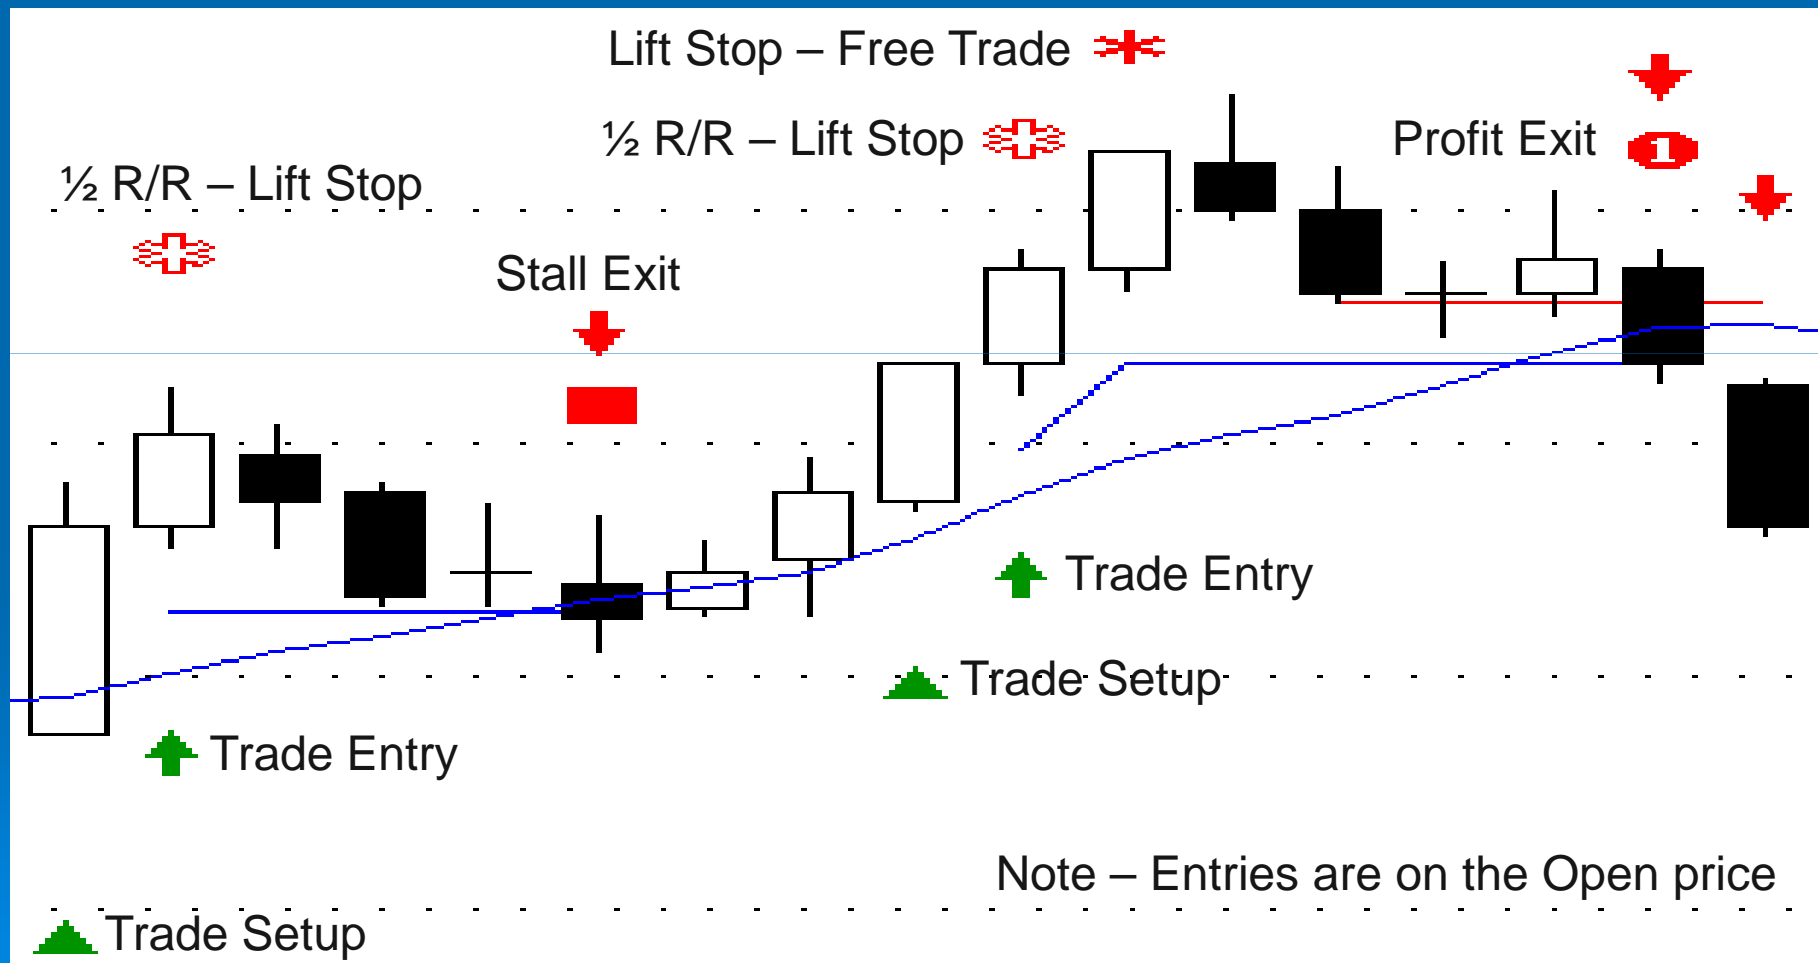 Lift Stop – Free Trade
½ R/R – Lift Stop
Profit Exit
1
½ R/R – Lift Stop
Stall Exit
Trade Entry
Trade Setup
Trade Entry
Note – Entries are on the Open price
Trade Setup